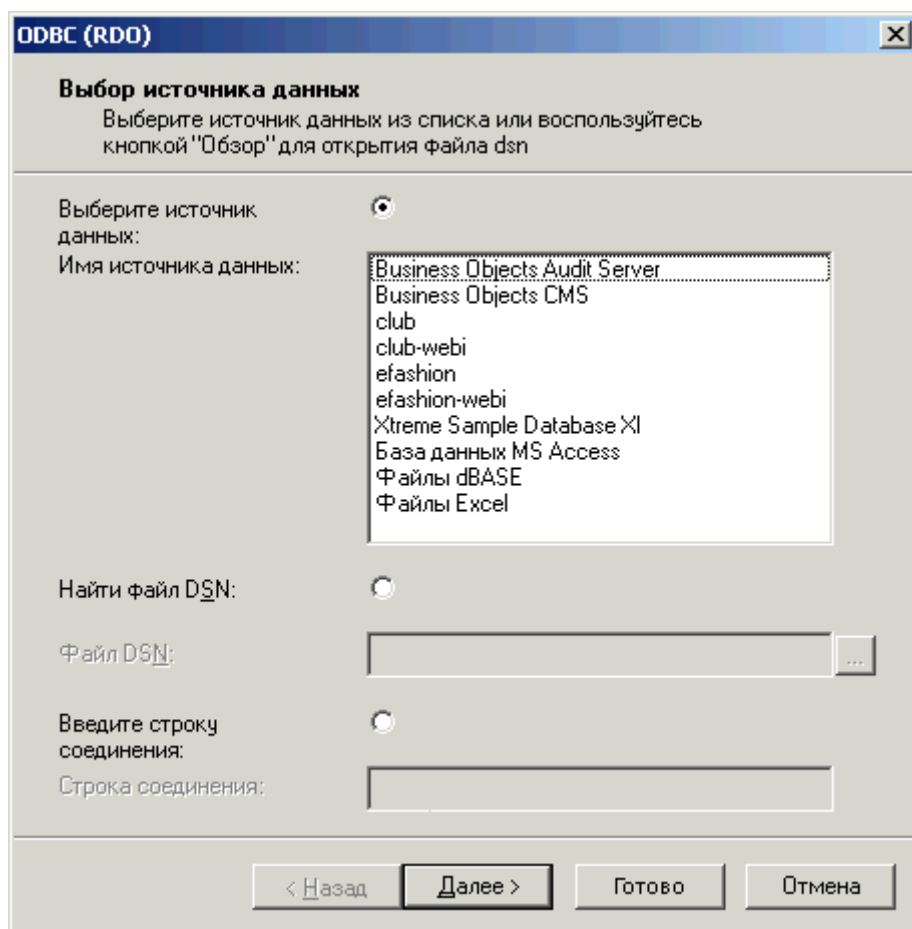 ODBC (RDO)
Выбор источника данных
Выберите источник данных из списка или воспользуйтесь
кнопкой "Обзор" для открытия файла dsn
Выберите источник
данных:
Имя источника данных:
Business Objects Audit Server
Business Objects CMS
club
club-webi
efashion
efashion-webi
Xtreme Sample Database XI
База данных MS Access
Файлы dBASE
Файлы Excel
Найти файл DSN:
Файл DSN:
...
Введите строку
соединения:
Строка соединения:
< Назад
Далее >
Готово
Отмена